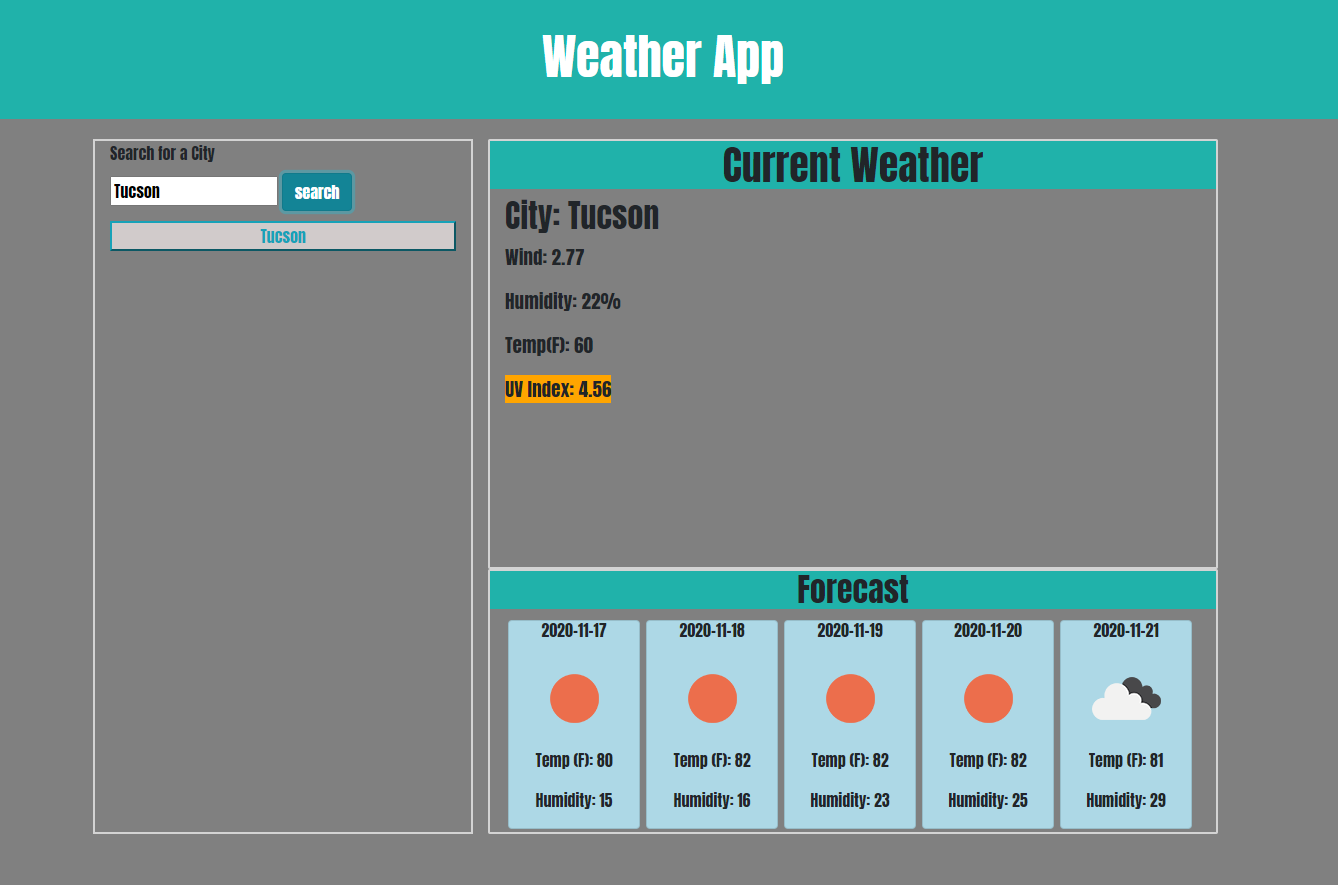 Weather App
Search for a City
Tucson
search
Tucson
Current Weather
City: Tucson
Wind: 2.77
Humidity: 22%
Temp(F): 60
UV Index: 4.56
Forecast
2020-11-17
Temp (F): 80
Humidity: 15
2020-11-18
Temp (F): 82
Humidity: 16
2020-11-19
Temp (F): 82
Humidity: 23
2020-11-20
Temp (F): 82
Humidity: 25
2020-11-21
Temp (F): 81
Humidity: 29